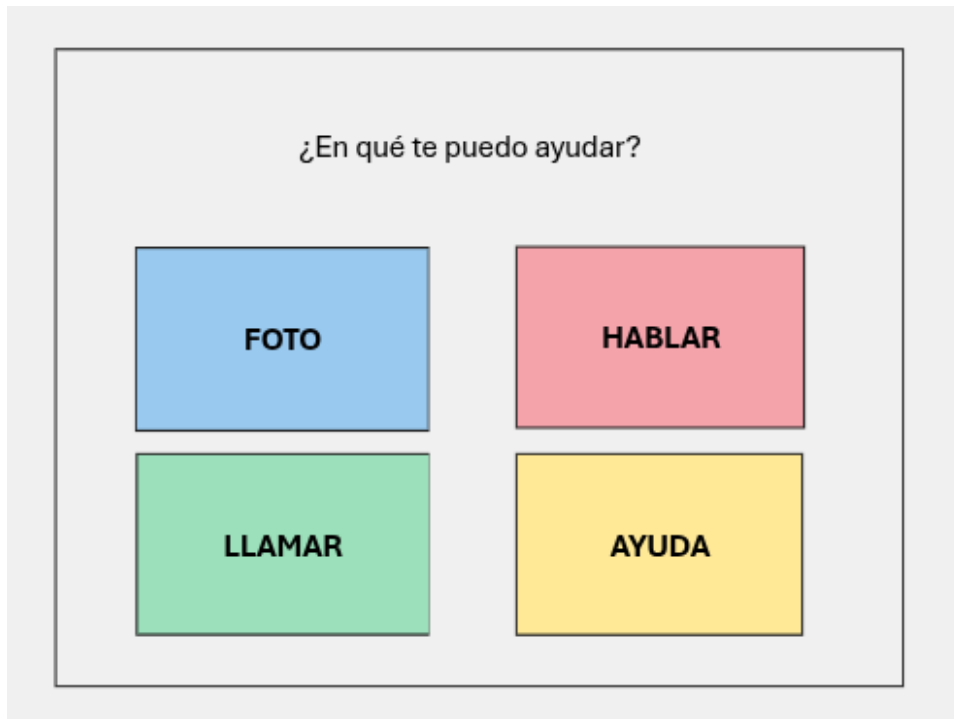 ¿En qué te puedo ayudar?
FOTO
HABLAR
LLAMAR
AYUDA